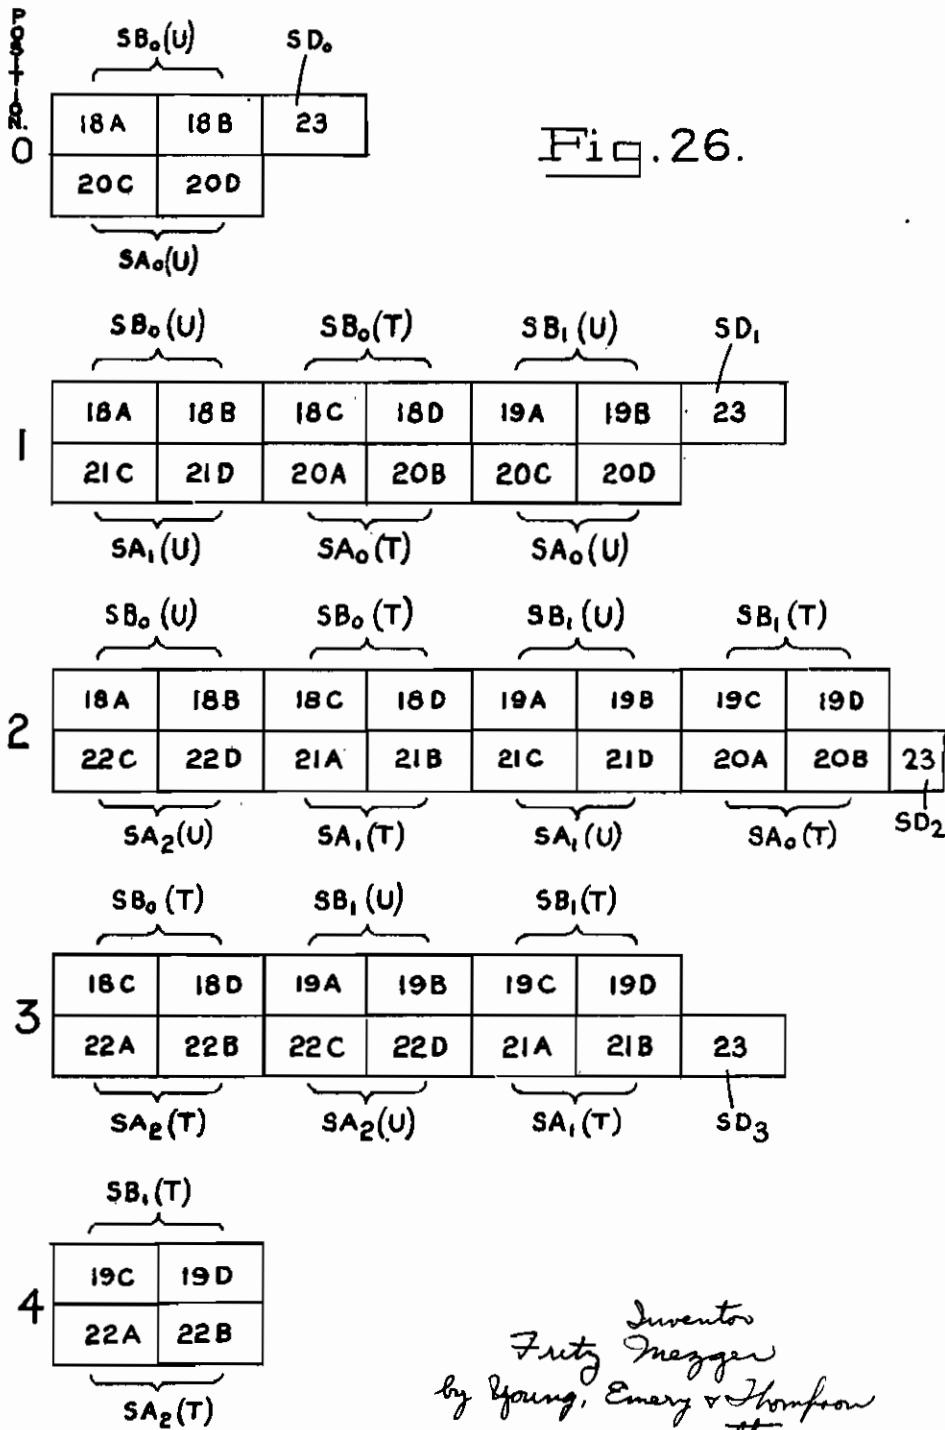 POSITION.
SB₀(U) SD₀
0 18A 18B 23
20C 20D
SA₀(U)
Fig. 26.
SB₀(U) SB₀(T) SB₁(U) SD₁
1 18A 18B 18C 18D 19A 19B 23
21C 21D 20A 20B 20C 20D
SA₁(U) SA₀(T) SA₀(U)
SB₀(U) SB₀(T) SB₁(U) SB₁(T)
2 18A 18B 18C 18D 19A 19B 19C 19D
22C 22D 21A 21B 21C 21D 20A 20B 23
SA₂(U) SA₁(T) SA₁(U) SA₀(T) SD₂
SB₀(T) SB₁(U) SB₁(T)
3 18C 18D 19A 19B 19C 19D
22A 22B 22C 22D 21A 21B 23
SA₂(T) SA₂(U) SA₁(T) SD₃
SB₁(T)
4 19C 19D
22A 22B
SA₂(T)
Inventor
Fritz Mezger
by Young, Emery & Thompson